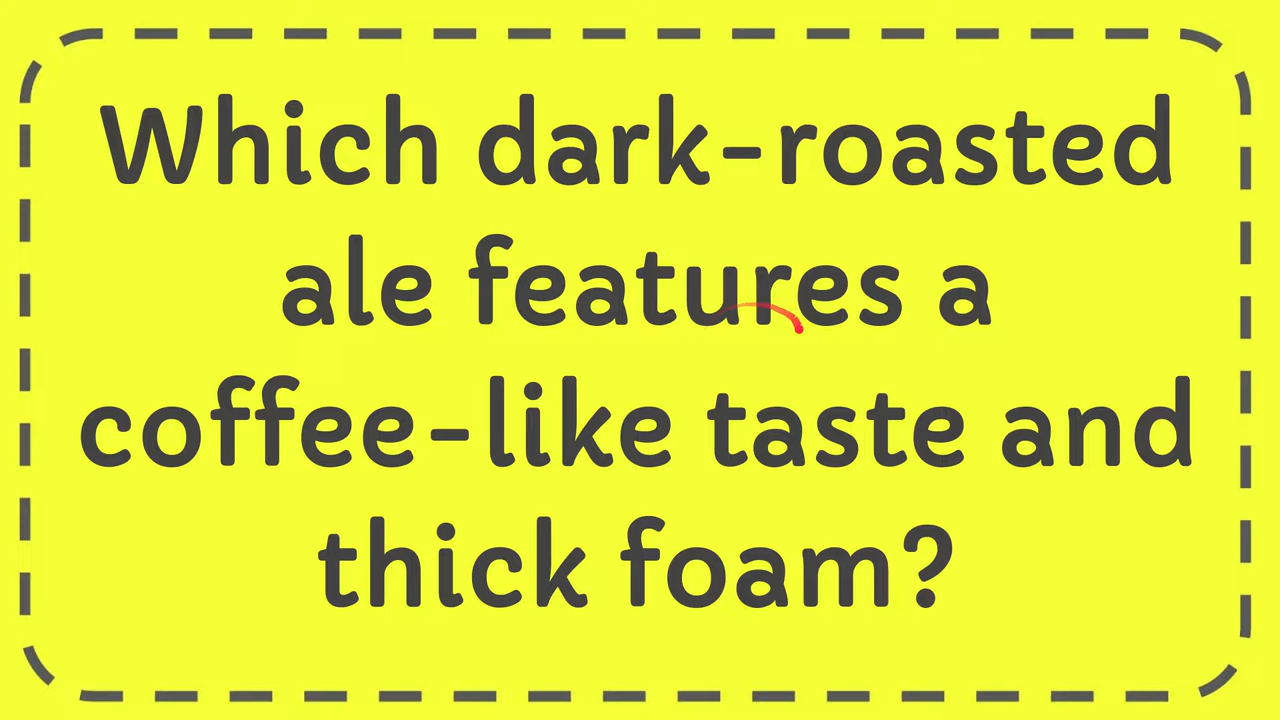 Which dark-roasted
ale features a
coffee-like taste and
thick foam?